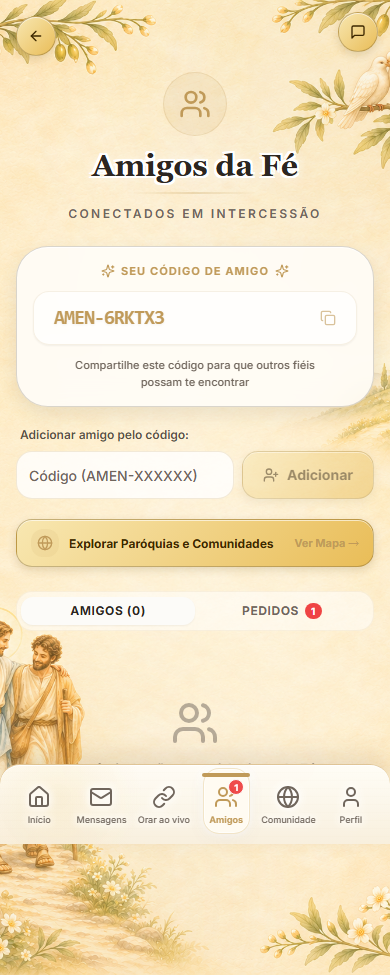 Amigos da Fé
CONECTADOS EM INTERCESSÃO
SEU CÓDIGO DE AMIGO
AMEN-6RKTX3
Compartilhe este código para que outros fiéis
possam te encontrar
Adicionar amigo pelo código:
Código (AMEN-XXXXXX)
Adicionar
Explorar Paróquias e Comunidades
Ver Mapa →
AMIGOS (0)
PEDIDOS 1
1
Início
Mensagens
Orar ao vivo
Amigos
Comunidade
Perfil